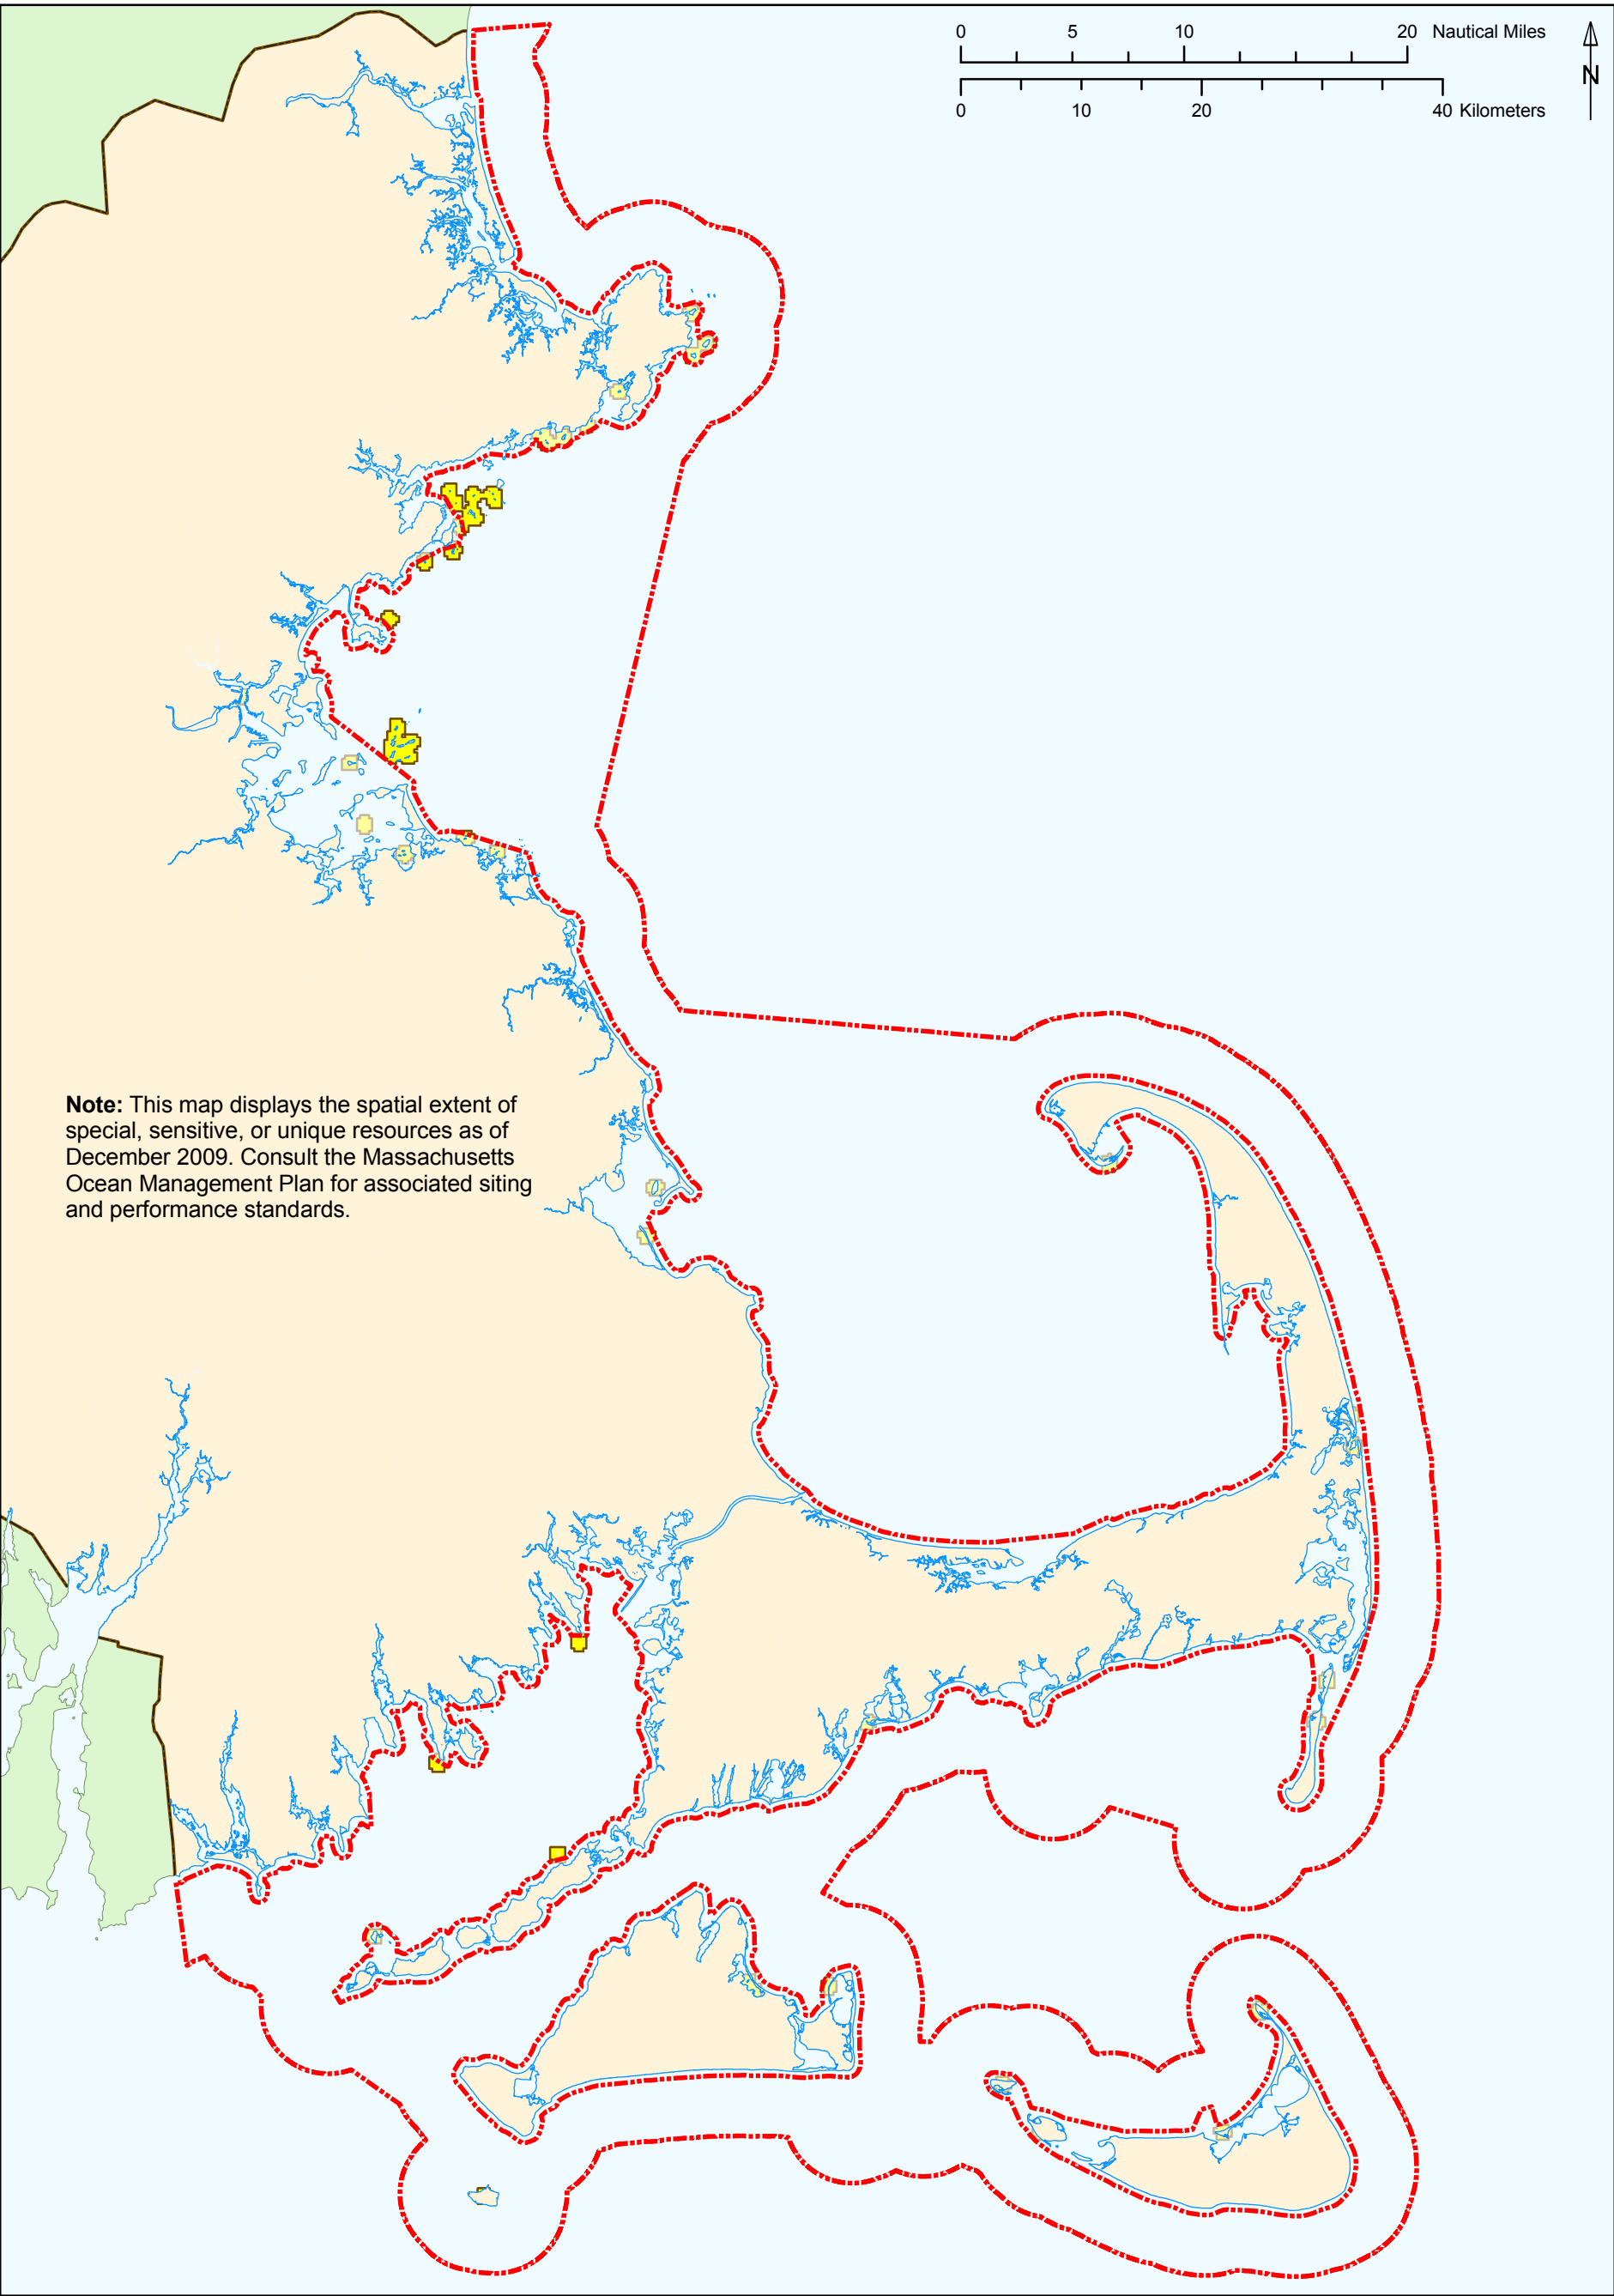 0 5 10 20 Nautical Miles
N
0 10 20 40 Kilometers
Note: This map displays the spatial extent of
special, sensitive, or unique resources as of
December 2009. Consult the Massachusetts
Ocean Management Plan for associated siting
and performance standards.